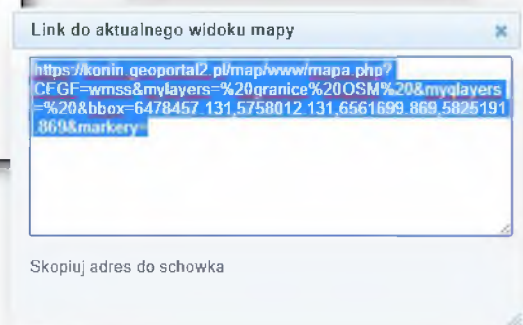 Link do aktualnego widoku mapy
https://konin.geoportal2.pl/map/www/mapa.php?
CFGF=wmss&mylayers=%20granice%20OSM%20&myqlayers
=%20&bbox=6478457.131,5758012.131,6561699.869,5825191
.869&markery=
Skopiuj adres do schowka